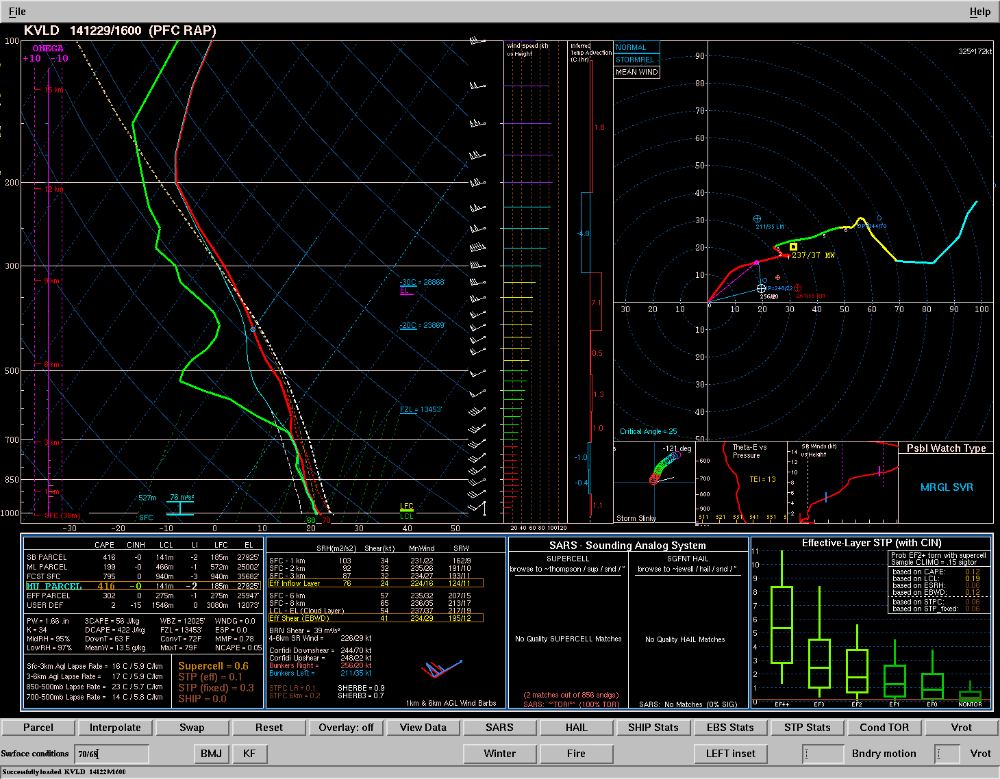 File Help
KVLD 141229/1600 (PFC RAP)
OMEGA
+10 -10
100
200
300
400
500
600
700
850
1000
15 km
12 km
9 km
6 km
3 km
1 km
SFC (38m)
-30C = 28868'
EL
-20C = 23869'
FZL = 13453'
LFC
LCL
527m 76 m²s²
SFC
68 70
-30 -20 -10 0 10 20 30 40 50
Wind Speed (kt)
vs Height
20 40 60 80 100120
Inferred
Temp Advection
(C / hr)
1.8
-4.8
7.1
0.5
1.3
1.0
-1.0
-0.4
1.1
NORMAL
STORMREL
MEAN WIND
325°172kt
90
80
70
60
50
40
30
20
10
30 20 10 0 10 20 30 40 50 60 70 80 90 100
10
20
30
40
50
211/35 LM
DP=244/70
237/37 MW
UP=248/22
256/20
261/33 RM
Critical Angle = 25
-121 deg
Storm Slinky
Theta-E vs
Pressure
600
700
800
900
TEI = 13
311 321 331 341 351
SR Winds (kt)
vs Height
14
12
10
8
6
4
2
Psbl Watch Type
MRGL SVR
CAPE CINH LCL LI LFC EL
SB PARCEL 416 -0 141m -2 185m 27925'
ML PARCEL 199 -0 466m -1 572m 25002'
FCST SFC 795 0 940m -3 940m 35682'
MU PARCEL 416 -0 141m -2 185m 27925'
EFF PARCEL 302 0 275m -1 275m 25947'
USER DEF 2 -15 1546m 0 3080m 12073'
PW = 1.66 .in 3CAPE = 56 J/kg WBZ = 12025' WNDG = 0.0
K = 34 DCAPE = 422 J/kg FZL = 13453' ESP = 0.0
MidRH = 95% DownT = 63 F ConvT = 72F MMP = 0.78
LowRH = 97% MeanW = 13.5 g/kg MaxT = 79F NCAPE = 0.05
Sfc-3km Agl Lapse Rate = 16 C / 5.9 C/km
3-6km Agl Lapse Rate = 17 C / 5.9 C/km
850-500mb Lapse Rate = 23 C / 5.7 C/km
700-500mb Lapse Rate = 14 C / 5.8 C/km
Supercell = 0.6
STP (eff) = 0.1
STP (fixed) = 0.3
SHIP = 0.0
SRH(m2/s2) Shear(kt) MnWind SRW
SFC - 1 km 103 34 231/22 162/9
SFC - 2 km 92 32 235/26 191/10
SFC - 3 km 87 32 234/27 193/11
Eff Inflow Layer 76 24 224/16 124/11
SFC - 6 km 57 235/32 207/15
SFC - 8 km 65 236/35 213/17
LCL - EL (Cloud Layer) 54 237/37 217/19
Eff Shear (EBWD) 41 234/29 195/12
BRN Shear = 39 m²/s²
4-6km SR Wind = 226/29 kt
Corfidi Downshear = 244/70 kt
Corfidi Upshear = 248/22 kt
Bunkers Right = 256/20 kt
Bunkers Left = 211/35 kt
STPC LR = 0.1 SHERBE = 0.9
STPC 6km = 0.2 SHERB3 = 0.7
1km & 6km AGL Wind Barbs
SARS - Sounding Analog System
SUPERCELL
browse to ~thompson / sup / snd / *
No Quality SUPERCELL Matches
(2 matches out of 856 sndgs)
SARS: **TOR!** (100% TOR)
SGFNT HAIL
browse to ~jewell / hail / snd / *
No Quality HAIL Matches
SARS: No Matches (0% SIG)
Effective-Layer STP (with CIN)
Prob EF2+ torn with supercell
Sample CLIMO = .15 sigtor
based on CAPE: 0.12
based on LCL: 0.19
based on ESRH: 0.06
based on EBWD: 0.12
based on STPC: 0.06
based on STP_fixed: 0.06
11
10
9
8
7
6
5
4
3
2
1
0
EF4+ EF3 EF2 EF1 EF0 NONTOR
Parcel Interpolate Swap Reset Overlay: off View Data SARS HAIL SHIP Stats EBS Stats STP Stats Cond TOR Vrot
Surface conditions 70/68 BMJ KF Winter Fire LEFT inset Bndry motion Vrot
Successfully loaded KVLD 141229/1600